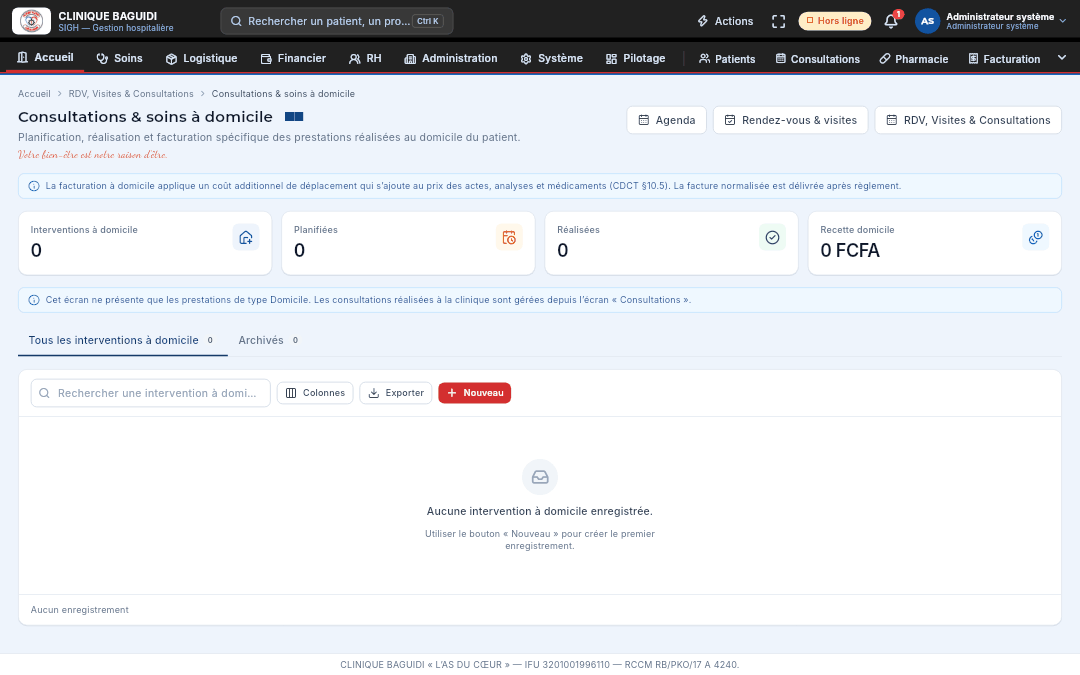 CLINIQUE BAGUIDI
SIGH — Gestion hospitalière
Rechercher un patient, un pro... Ctrl K
Actions
Hors ligne
1
AS
Administrateur système
Administrateur système
Accueil Soins Logistique Financier RH Administration Système Pilotage Patients Consultations Pharmacie Facturation
Accueil > RDV, Visites & Consultations > Consultations & soins à domicile
Consultations & soins à domicile
Planification, réalisation et facturation spécifique des prestations réalisées au domicile du patient.
Votre bien-être est notre raison d'être.
Agenda Rendez-vous & visites RDV, Visites & Consultations
La facturation à domicile applique un coût additionnel de déplacement qui s'ajoute au prix des actes, analyses et médicaments (CDCT §10.5). La facture normalisée est délivrée après règlement.
Interventions à domicile
0
Planifiées
0
Réalisées
0
Recette domicile
0 FCFA
Cet écran ne présente que les prestations de type Domicile. Les consultations réalisées à la clinique sont gérées depuis l'écran « Consultations ».
Tous les interventions à domicile 0 Archivés 0
Rechercher une intervention à domi... Colonnes Exporter + Nouveau
Aucune intervention à domicile enregistrée.
Utiliser le bouton « Nouveau » pour créer le premier
enregistrement.
Aucun enregistrement
CLINIQUE BAGUIDI « L'AS DU CŒUR » — IFU 3201001996110 — RCCM RB/PKO/17 A 4240.